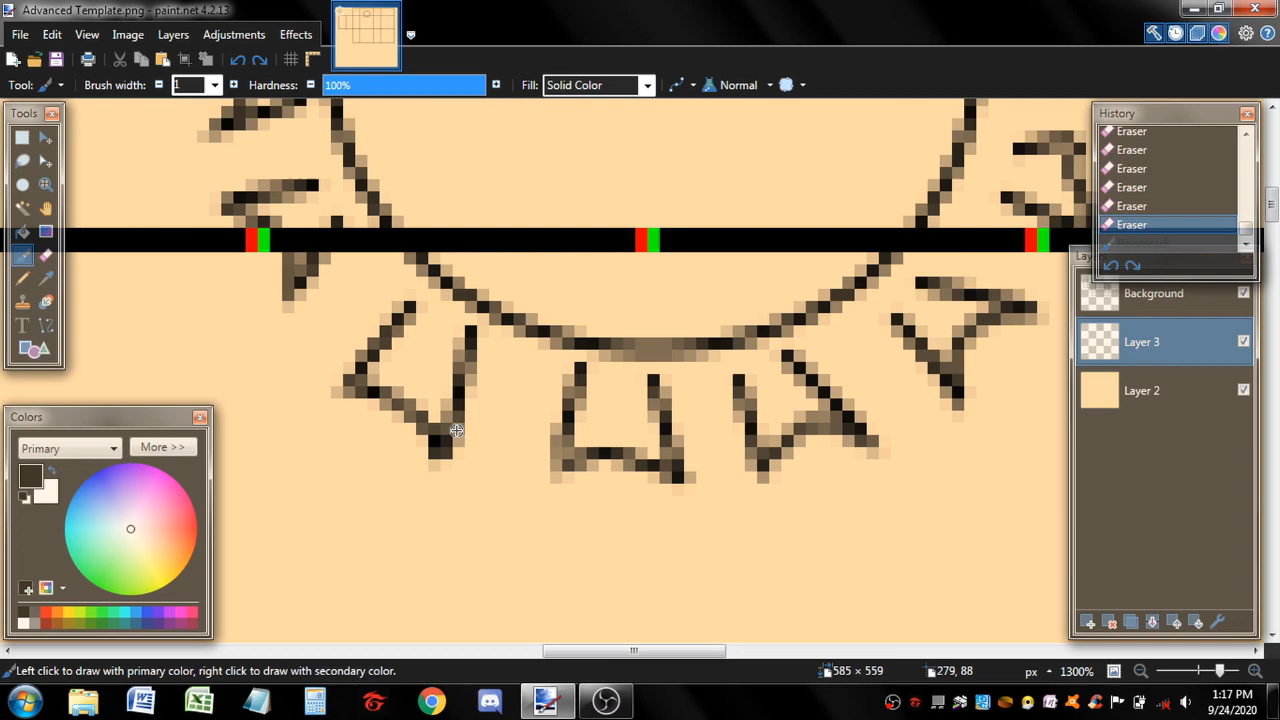 Advanced Template.png - paint.net 4.2.13
File Edit View Image Layers Adjustments Effects
Tool: Brush width: 1 Hardness: 100% Fill: Solid Color Normal
Tools
History
Eraser
Eraser
Eraser
Eraser
Eraser
Eraser
Background
Layer 3
Layer 2
Colors
Primary
More >>
Left click to draw with primary color, right click to draw with secondary color.
585 × 559
279, 88
px
1300%
1:17 PM
9/24/2020